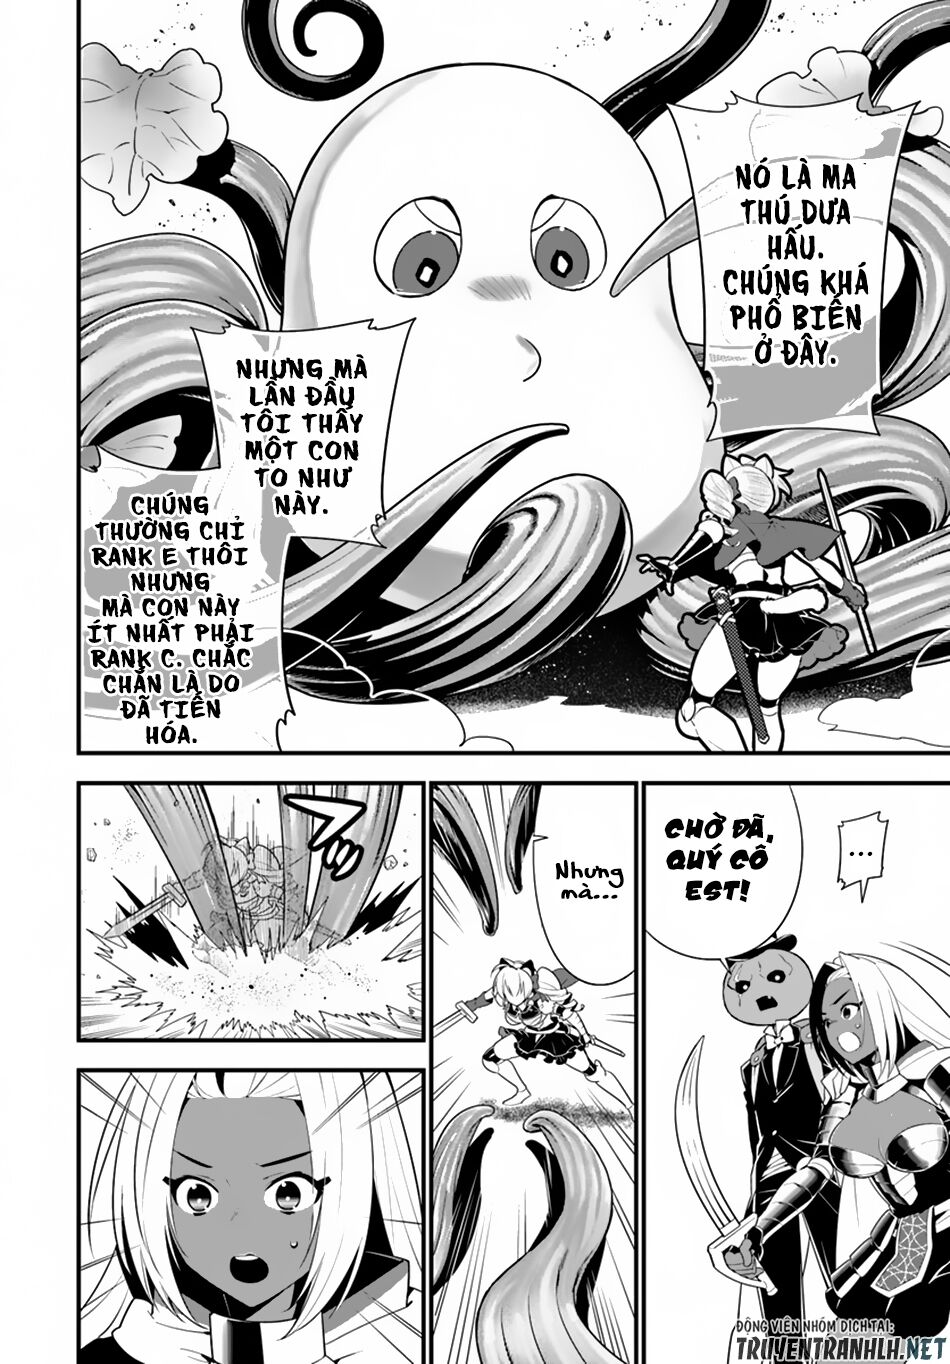 NÓ LÀ MA
THÚ DƯA
HẤU.
CHÚNG KHÁ
PHỔ BIẾN
Ở ĐÂY.
NHƯNG MÀ
LẦN ĐẦU
TÔI THẤY
MỘT CON
TO NHƯ
NÀY.
CHÚNG
THƯỜNG CHỈ
RANK E THÔI
NHƯNG
MÀ CON NÀY
ÍT NHẤT PHẢI
RANK C. CHẮC
CHẮN LÀ DO
ĐÃ TIẾN
HÓA.
...
CHỜ ĐÃ,
QUÝ CÔ
EST!
Nhưng
mà...
ĐỘNG VIÊN NHÓM DỊCH TẠI:
TRUYENTRANHLH.NET